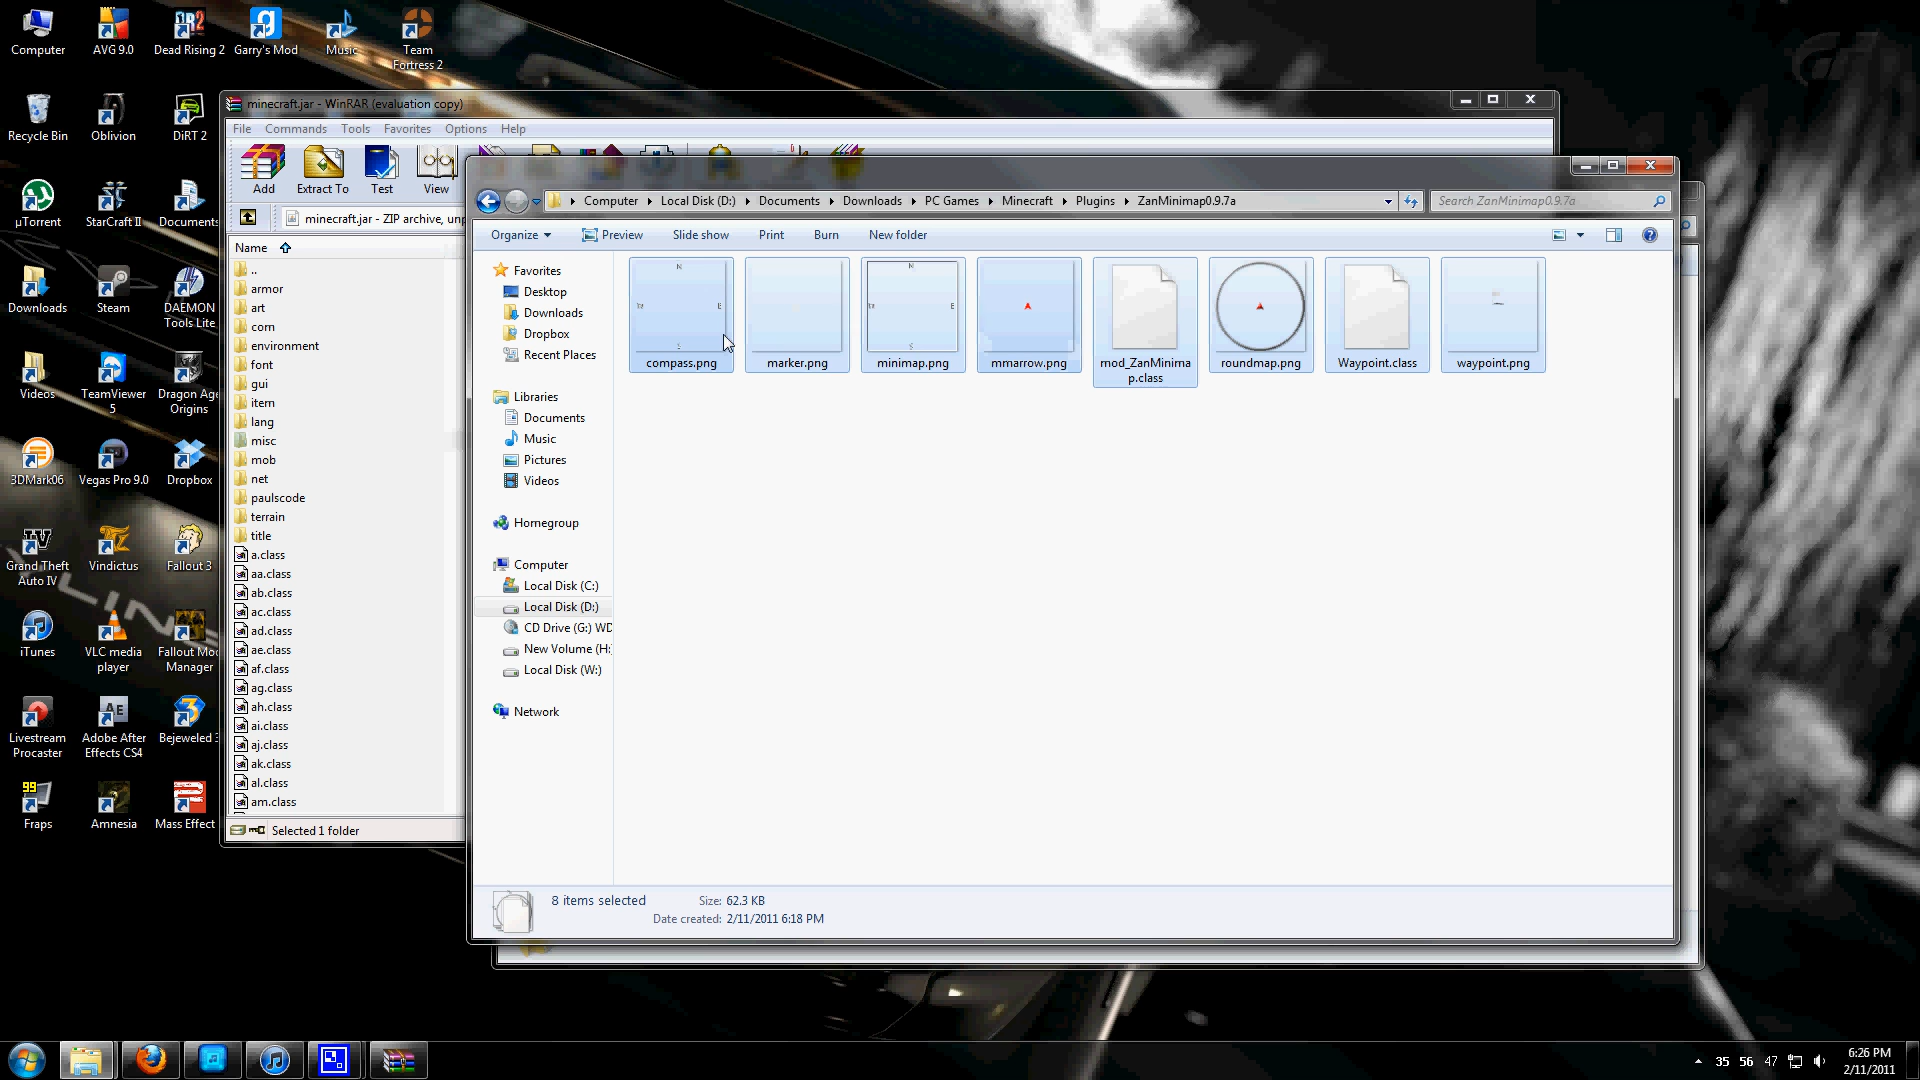 Computer
AVG 9.0
Dead Rising 2
Garry's Mod
Music
Team
Fortress 2
Recycle Bin
Oblivion
DiRT 2
µTorrent
StarCraft II
Documents
Downloads
Steam
DAEMON
Tools Lite
Videos
TeamViewer
5
Dragon Age
Origins
3DMark06
Vegas Pro 9.0
Dropbox
Grand Theft
Auto IV
Vindictus
Fallout 3
iTunes
VLC media
player
Fallout Mod
Manager
Livestream
Procaster
Adobe After
Effects CS4
Bejeweled 3
99
Fraps
Amnesia
Mass Effect
minecraft.jar - WinRAR (evaluation copy)
File Commands Tools Favorites Options Help
Add
Extract To
Test
View
minecraft.jar - ZIP archive, unp
Name
..
armor
art
com
environment
font
gui
item
lang
misc
mob
net
paulscode
terrain
title
a.class
aa.class
ab.class
ac.class
ad.class
ae.class
af.class
ag.class
ah.class
ai.class
aj.class
ak.class
al.class
am.class
Selected 1 folder
Computer Local Disk (D:) Documents Downloads PC Games Minecraft Plugins ZanMinimap0.9.7a
Search ZanMinimap0.9.7a
Organize Preview Slide show Print Burn New folder
Favorites
Desktop
Downloads
Dropbox
Recent Places
Libraries
Documents
Music
Pictures
Videos
Homegroup
Computer
Local Disk (C:)
Local Disk (D:)
CD Drive (G:) WD
New Volume (H:
Local Disk (W:)
Network
N
E
S
compass.png
marker.png
N
E
S
minimap.png
mmarrow.png
mod_ZanMinima
p.class
roundmap.png
Waypoint.class
waypoint.png
8 items selected
Size: 62.3 KB
Date created: 2/11/2011 6:18 PM
35 56 47
6:26 PM
2/11/2011